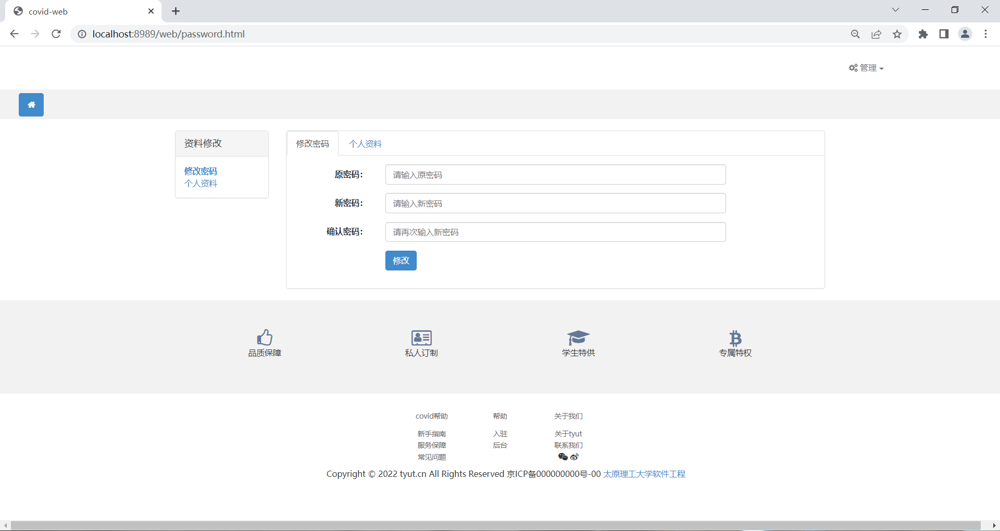 covid-web
localhost:8989/web/password.html
管理
资料修改
修改密码
个人资料
修改密码 个人资料
原密码： 请输入原密码
新密码： 请输入新密码
确认密码： 请再次输入新密码
修改
品质保障 私人订制 学生特供 专属特权
covid帮助 帮助 关于我们
新手指南 入驻 关于tyut
服务保障 后台 联系我们
常见问题
Copyright © 2022 tyut.cn All Rights Reserved 京ICP备000000000号-00 太原理工大学软件工程